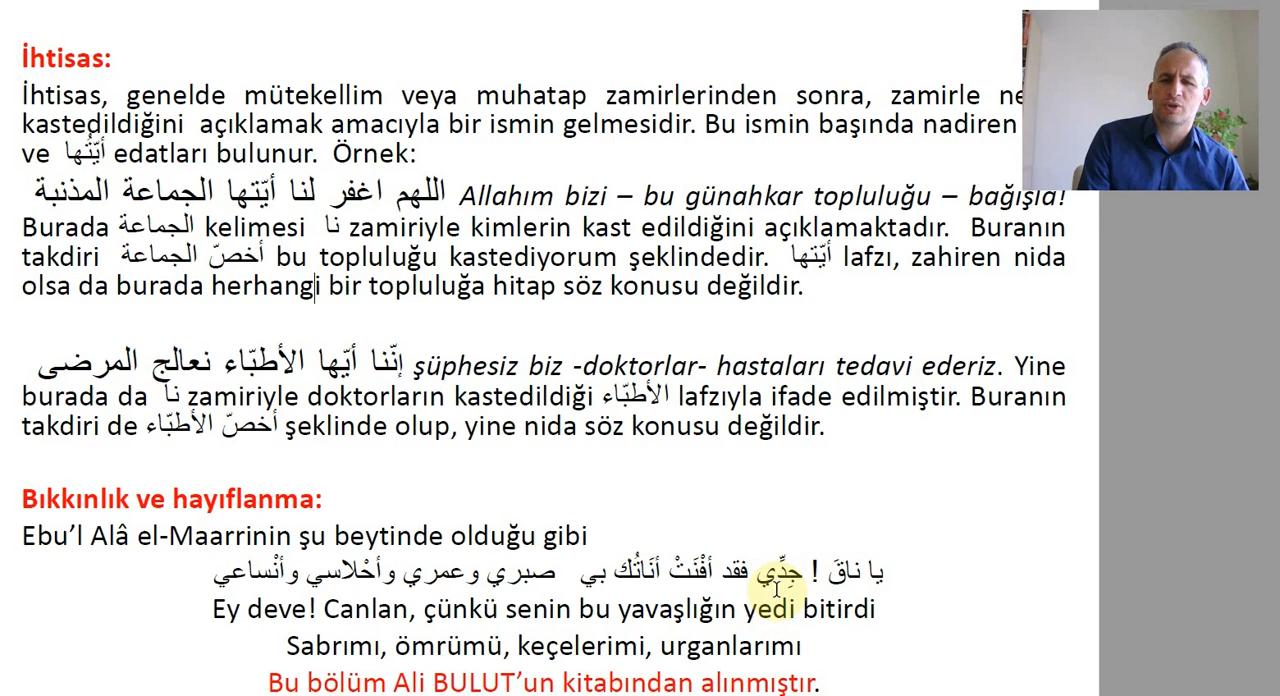 İhtisas:
İhtisas, genelde mütekellim veya muhatap zamirlerinden sonra, zamirle
kastedildiğini açıklamak amacıyla bir ismin gelmesidir. Bu ismin başında nadiren
ve أيّتُها edatları bulunur. Örnek:
اللهم اغفر لنا أيّتها الجماعة المذنبة Allahım bizi – bu günahkar topluluğu – bağışla!
Burada الجماعة kelimesi نا zamiriyle kimlerin kast edildiğini açıklamaktadır. Buranın
takdiri أخصّ الجماعة bu topluluğu kastediyorum şeklindedir. أيّتها lafzı, zahiren nida
olsa da burada herhangi bir topluluğa hitap söz konusu değildir.
إنّنا أيّها الأطبّاء نعالج المرضى şüphesiz biz -doktorlar- hastaları tedavi ederiz. Yine
burada da نا zamiriyle doktorların kastedildiği الأطبّاء lafzıyla ifade edilmiştir. Buranın
takdiri de أخصّ الأطبّاء şeklinde olup, yine nida söz konusu değildir.
Bıkkınlık ve hayıflanma:
Ebu’l Alâ el-Maarrinin şu beytinde olduğu gibi
يا ناقَ ! جِدِّي فقد أفْنَتْ أنَاتُك بي صبري وعمري وأحْلاسي وأنْساعي
Ey deve! Canlan, çünkü senin bu yavaşlığın yedi bitirdi
Sabrımı, ömrümü, keçelerimi, urganlarımı
Bu bölüm Ali BULUT’un kitabından alınmıştır.